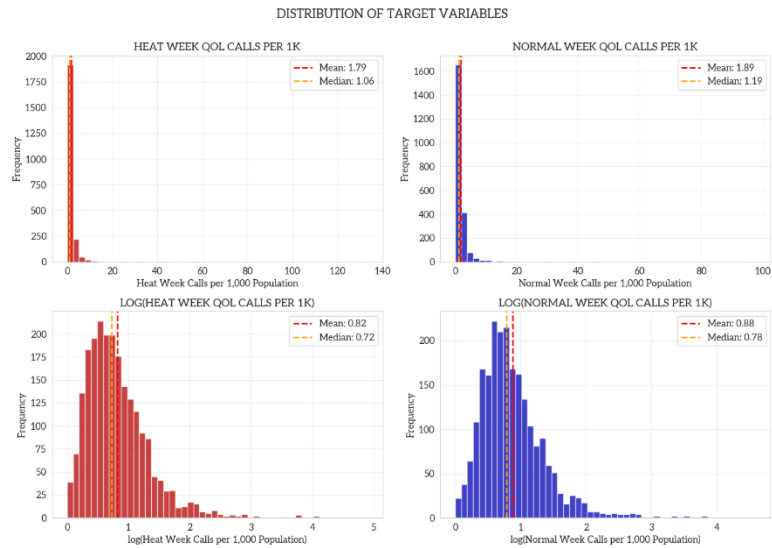 DISTRIBUTION OF TARGET VARIABLES
HEAT WEEK QOL CALLS PER 1K
2000
1750
1500
1250
1000
750
500
250
0
Frequency
Mean: 1.79
Median: 1.06
0 20 40 60 80 100 120 140
Heat Week Calls per 1,000 Population
NORMAL WEEK QOL CALLS PER 1K
1600
1400
1200
1000
800
600
400
200
0
Frequency
Mean: 1.89
Median: 1.19
0 20 40 60 80 100
Normal Week Calls per 1,000 Population
LOG(HEAT WEEK QOL CALLS PER 1K)
200
175
150
125
100
75
50
25
0
Frequency
Mean: 0.82
Median: 0.72
0 1 2 3 4 5
log(Heat Week Calls per 1,000 Population)
LOG(NORMAL WEEK QOL CALLS PER 1K)
200
150
100
50
0
Frequency
Mean: 0.88
Median: 0.78
0 1 2 3 4
log(Normal Week Calls per 1,000 Population)